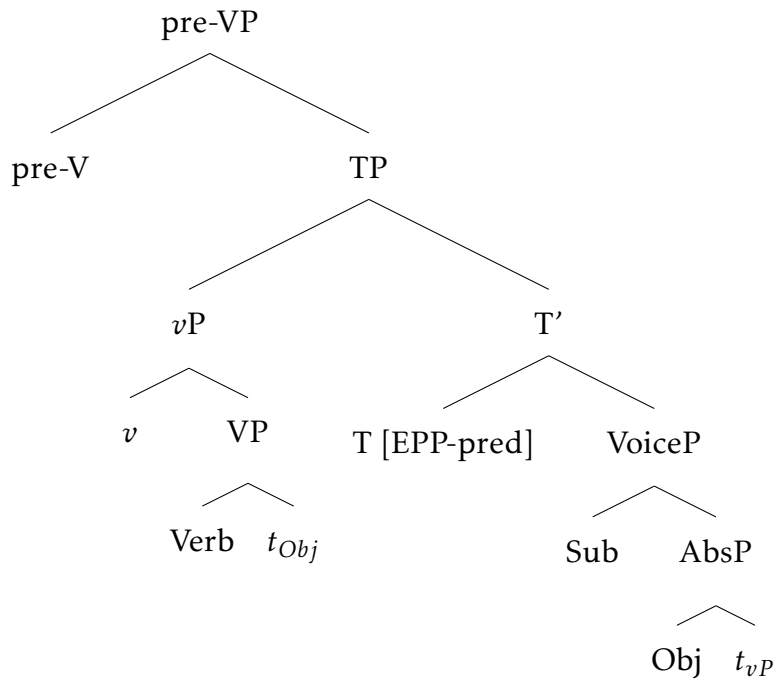 pre-VP
pre-V TP
vP T’
v VP T [EPP-pred] VoiceP
Verb t_Obj Sub AbsP
Obj t_vP